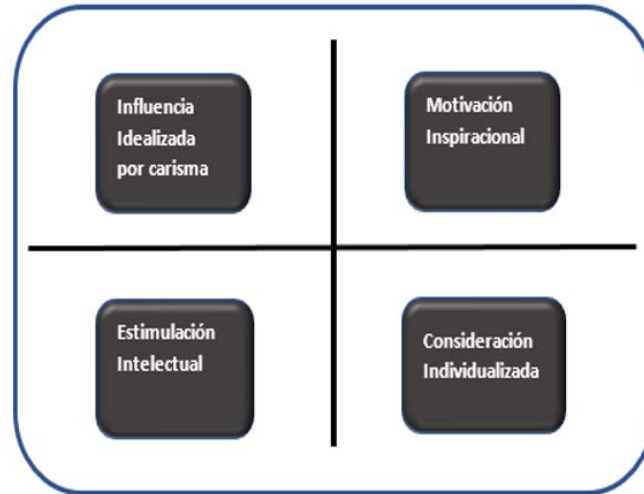 Influencia
Idealizada
por carisma
Motivación
Inspiracional
Estimulación
Intelectual
Consideración
Individualizada